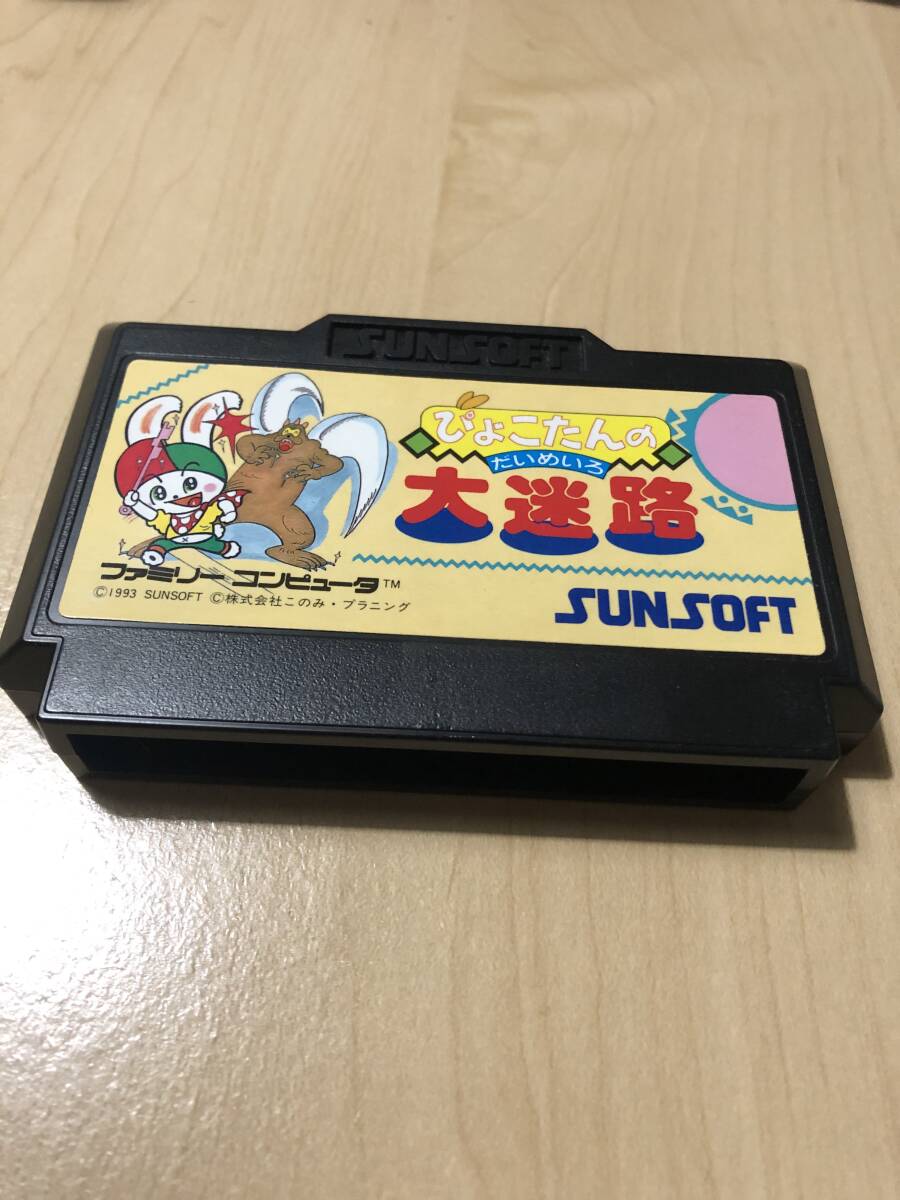 SUNSOFT
ぴょこたんの
だいめいろ
大迷路
ファミリー コンピュータ™
©1993 SUNSOFT ©株式会社このみ・プラニング
SUNSOFT